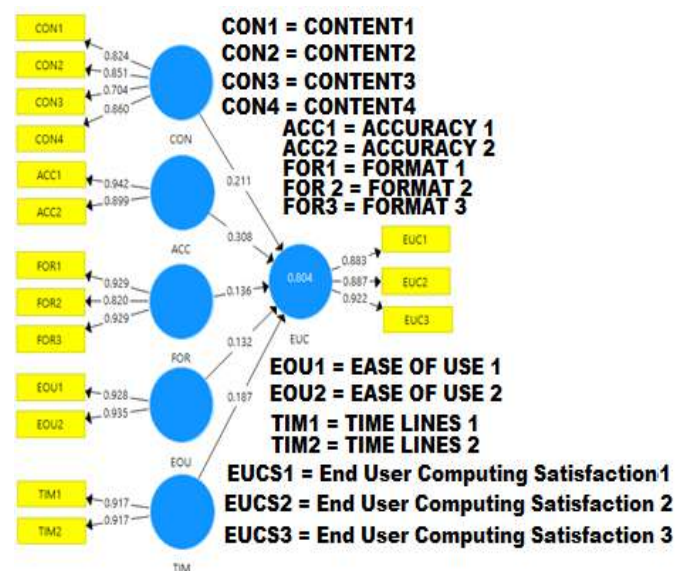 CON1
CON2
CON3
CON4
0.824
0.851
0.704
0.860
CON
CON1 = CONTENT1
CON2 = CONTENT2
CON3 = CONTENT3
CON4 = CONTENT4
ACC1 = ACCURACY 1
ACC2 = ACCURACY 2
FOR1 = FORMAT 1
FOR 2 = FORMAT 2
FOR3 = FORMAT 3
ACC1
ACC2
0.942
0.899
ACC
0.211
0.308
FOR1
FOR2
FOR3
0.929
0.820
0.929
FOR
0.136
0.132
0.187
0.804
EUC
0.883
0.887
0.922
EUC1
EUC2
EUC3
EOU1
EOU2
0.928
0.935
EOU
EOU1 = EASE OF USE 1
EOU2 = EASE OF USE 2
TIM1 = TIME LINES 1
TIM2 = TIME LINES 2
EUCS1 = End User Computing Satisfaction1
EUCS2 = End User Computing Satisfaction 2
EUCS3 = End User Computing Satisfaction 3
TIM1
TIM2
0.917
0.917
TIM